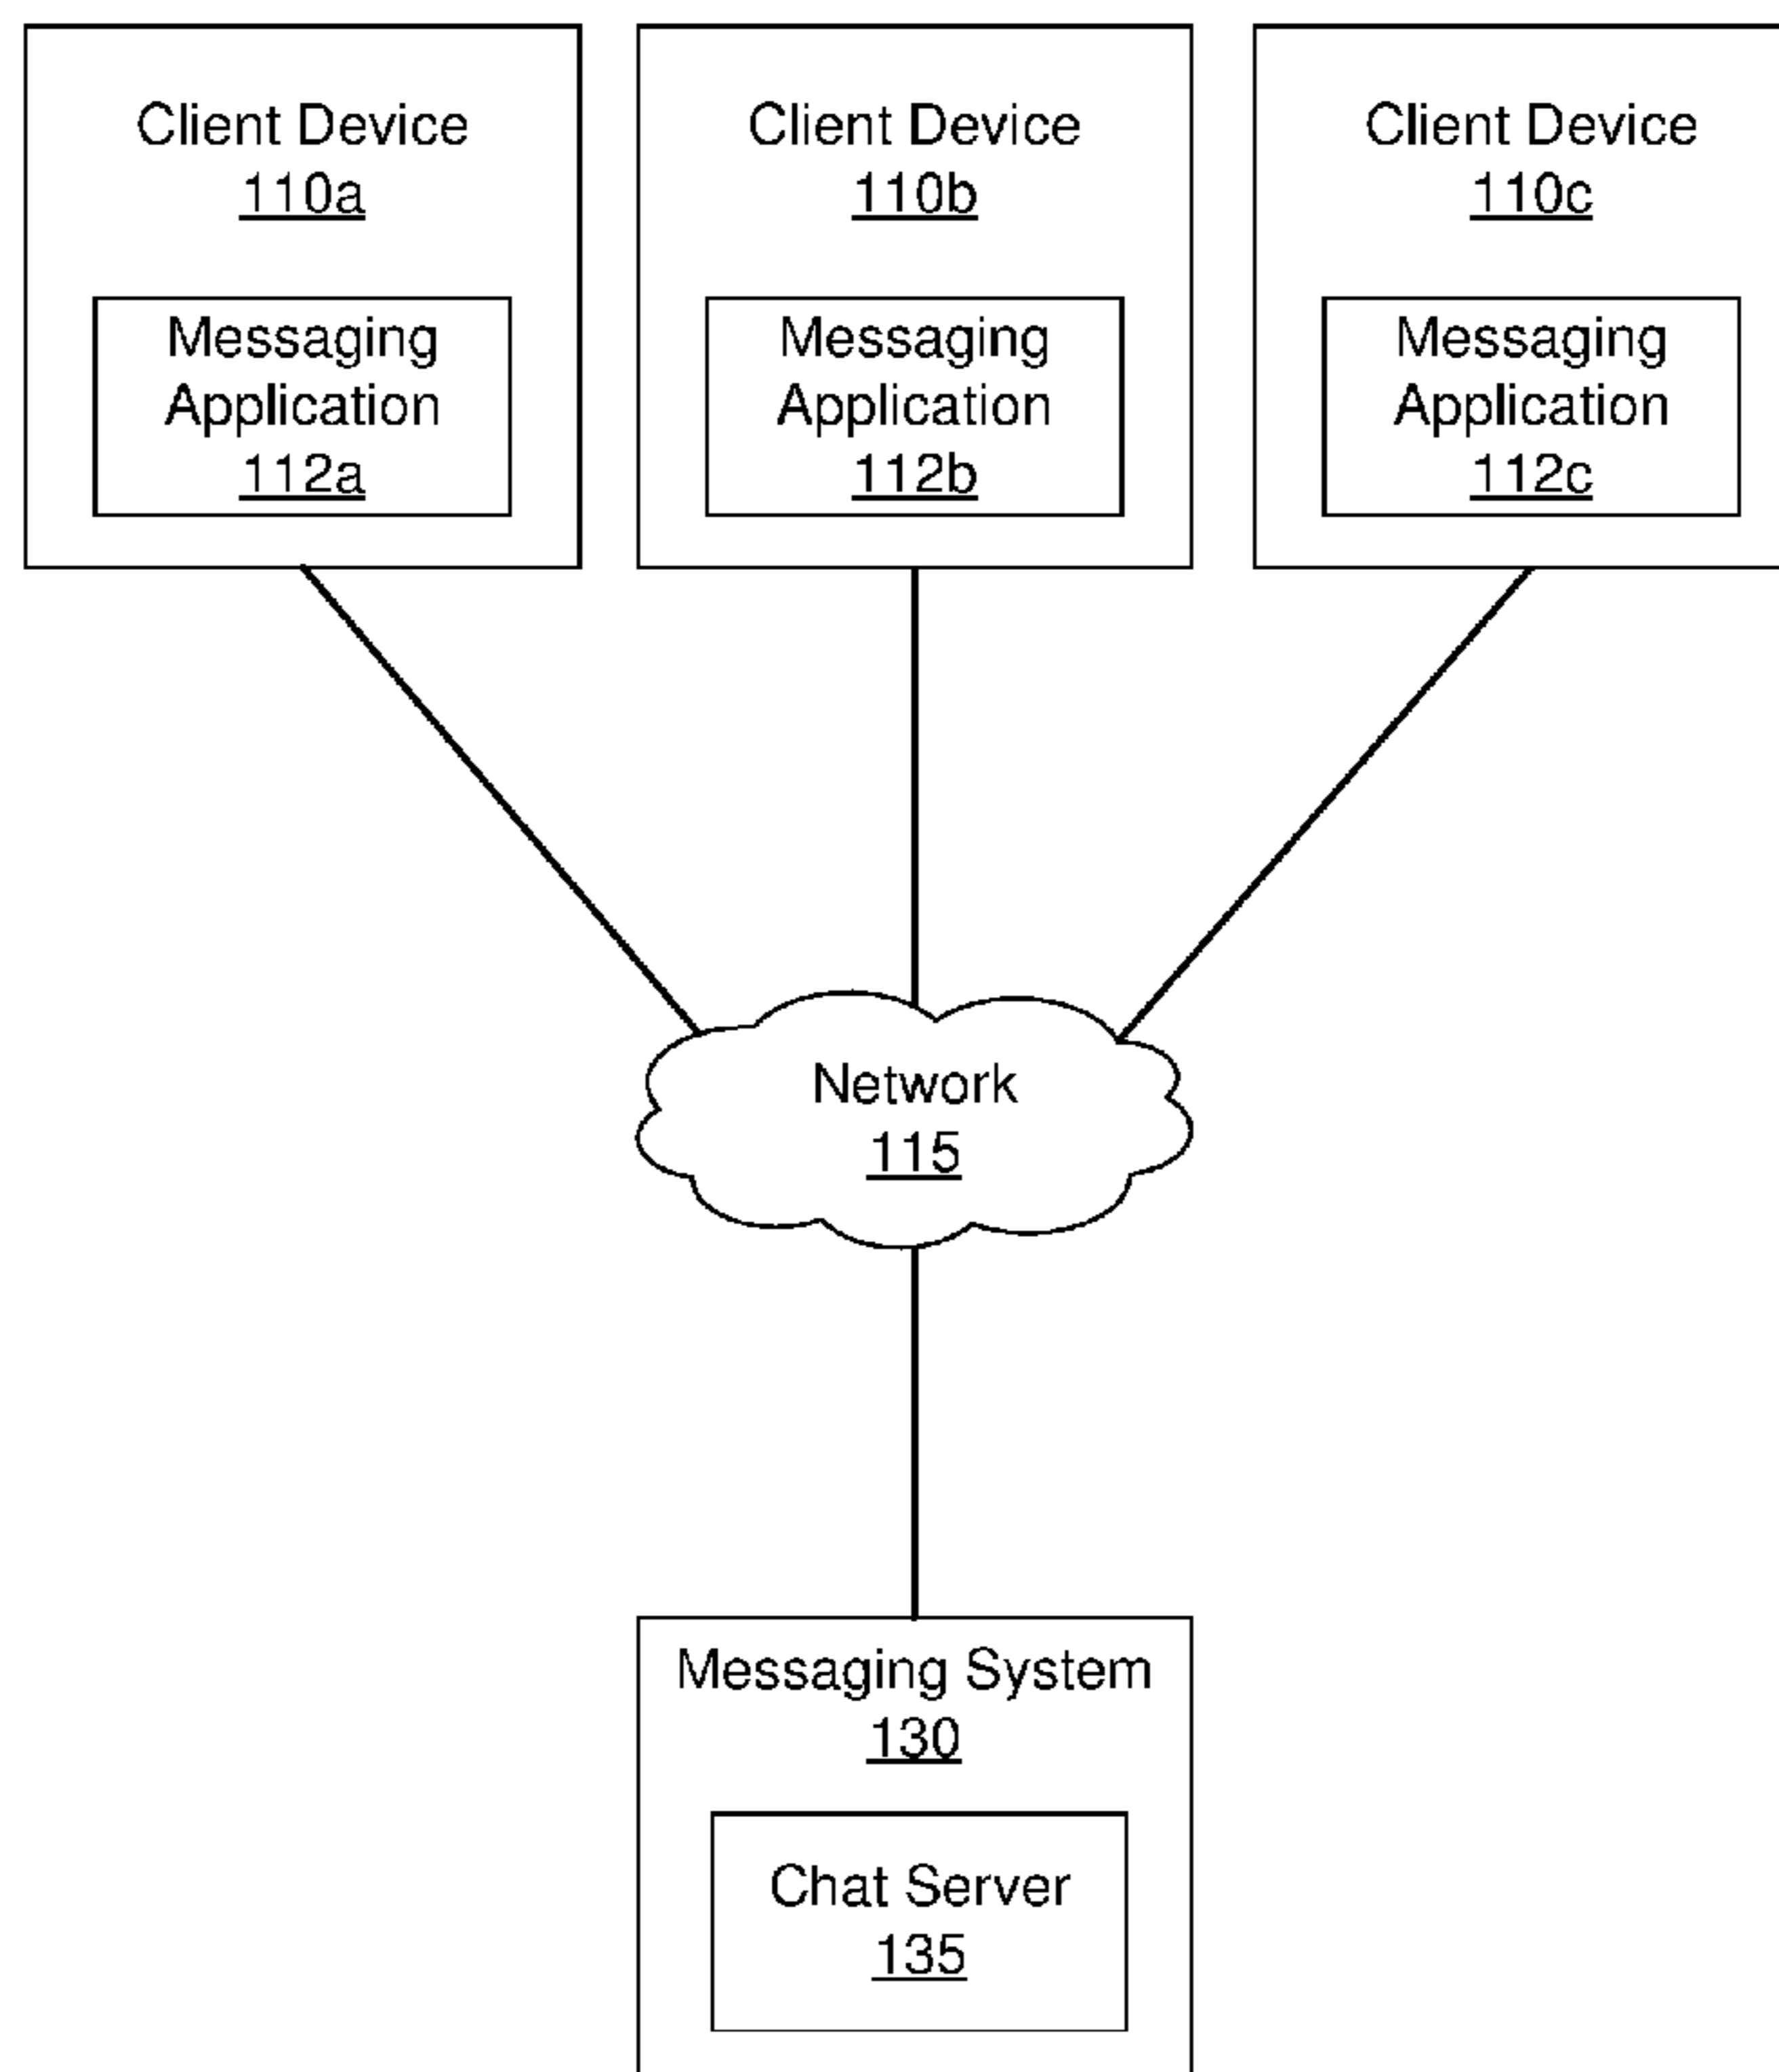 Client Device
110a
Messaging
Application
112a
Client Device
110b
Messaging
Application
112b
Client Device
110c
Messaging
Application
112c
Network
115
Messaging System
130
Chat Server
135